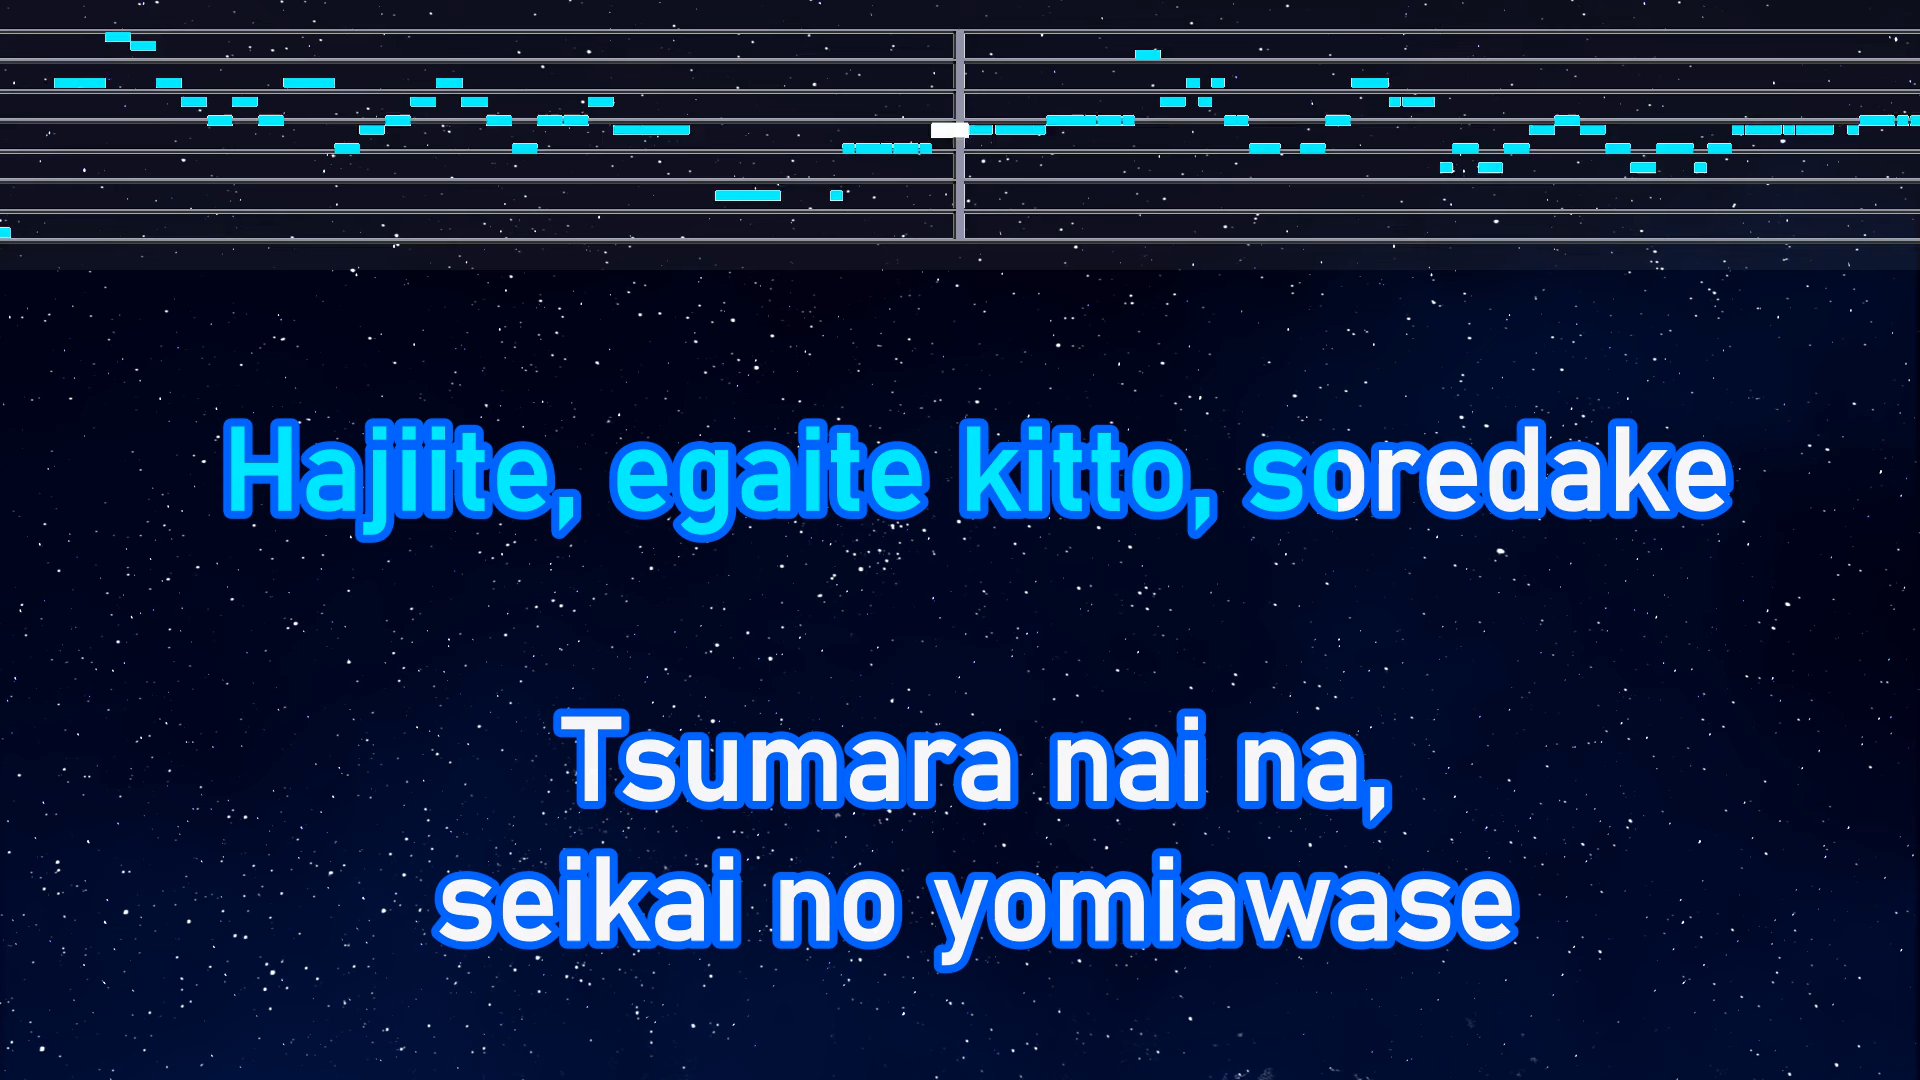 Hajiite, egaite kitto, soredake
Tsumara nai na,
seikai no yomiawase